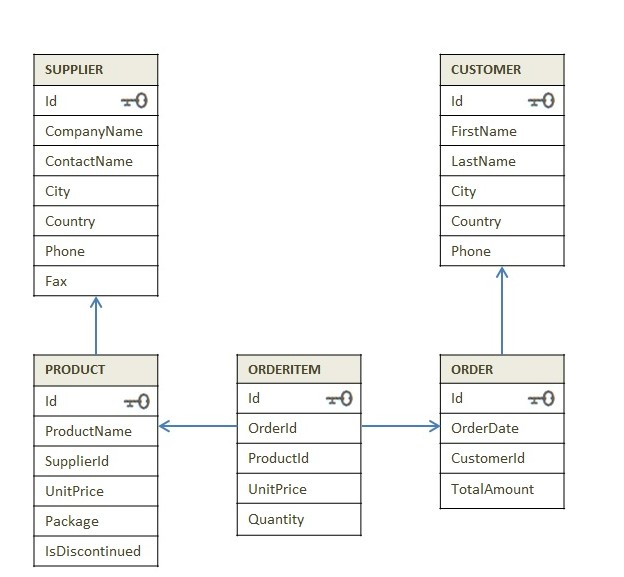 SUPPLIER
Id
CompanyName
ContactName
City
Country
Phone
Fax
CUSTOMER
Id
FirstName
LastName
City
Country
Phone
PRODUCT
Id
ProductName
SupplierId
UnitPrice
Package
IsDiscontinued
ORDERITEM
Id
OrderId
ProductId
UnitPrice
Quantity
ORDER
Id
OrderDate
CustomerId
TotalAmount